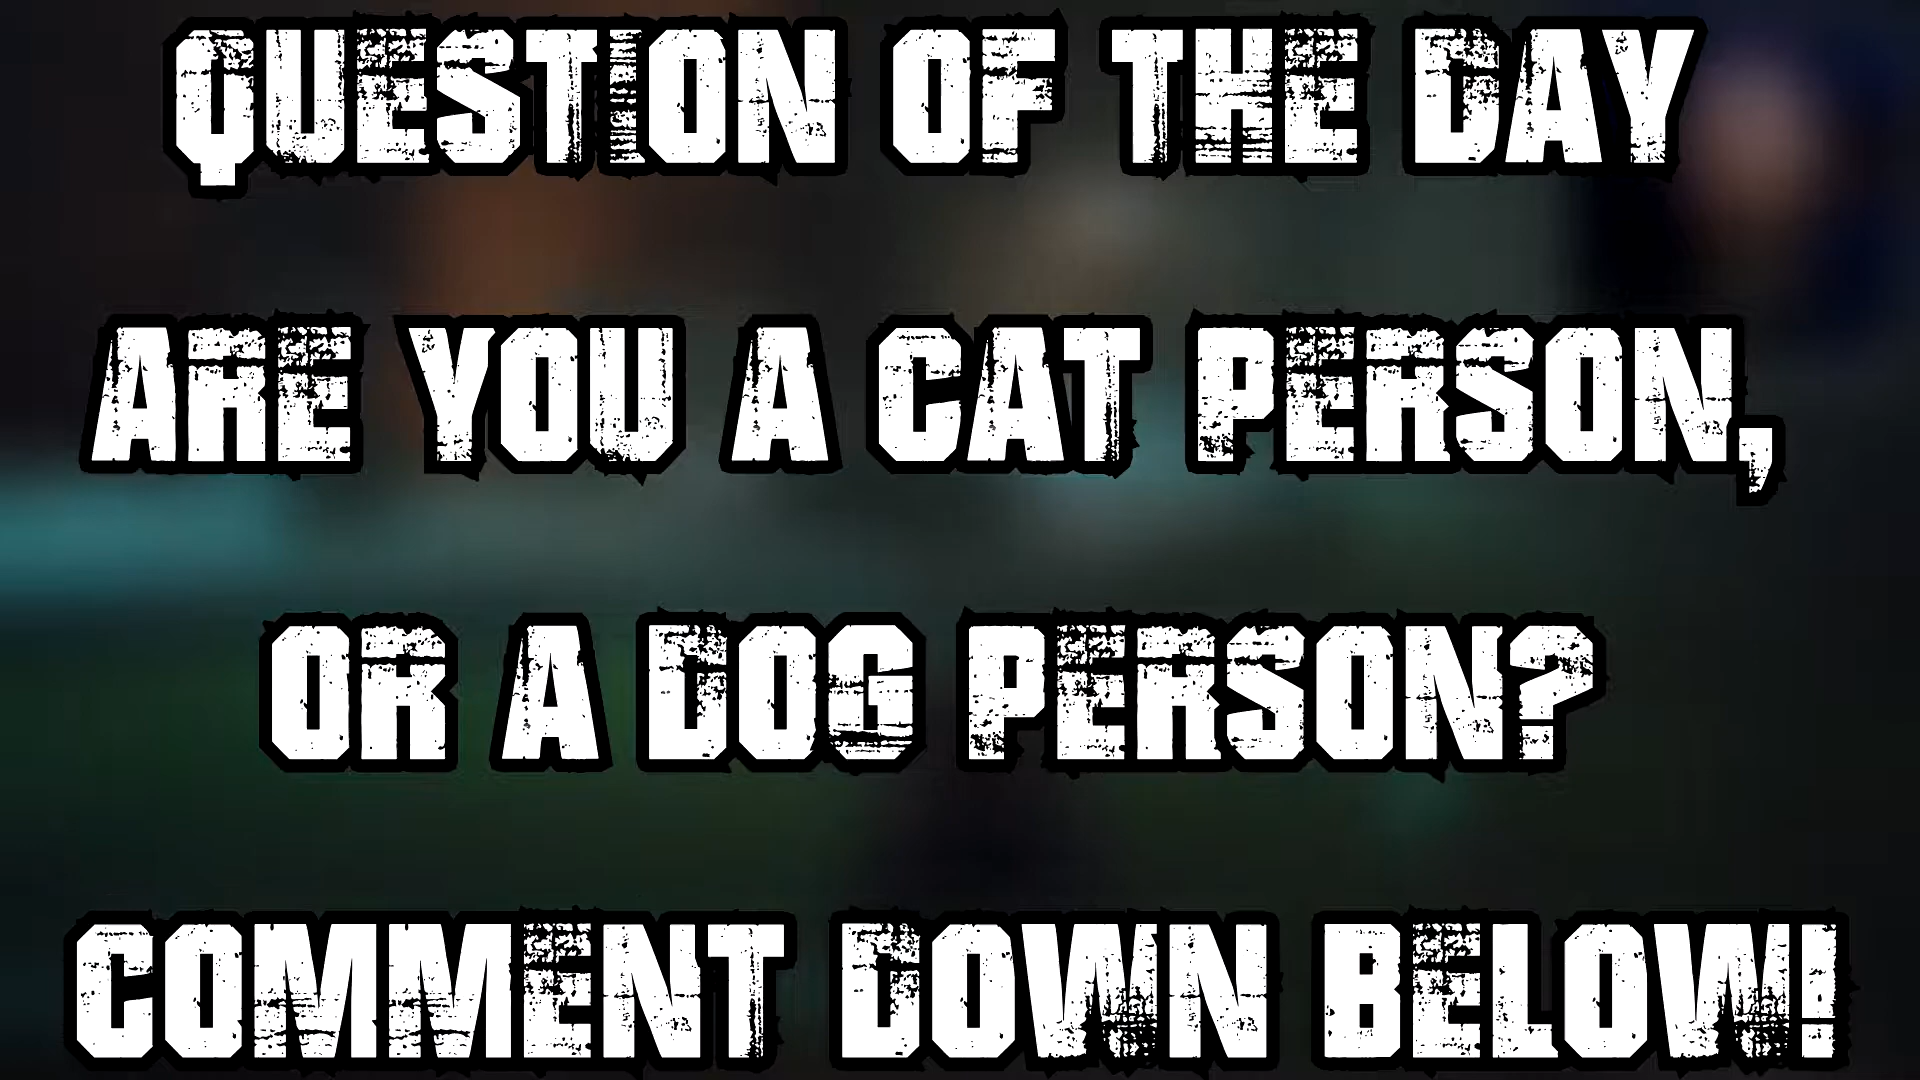 QUESTION OF THE DAY
ARE YOU A CAT PERSON,
OR A DOG PERSON?
COMMENT DOWN BELOW!